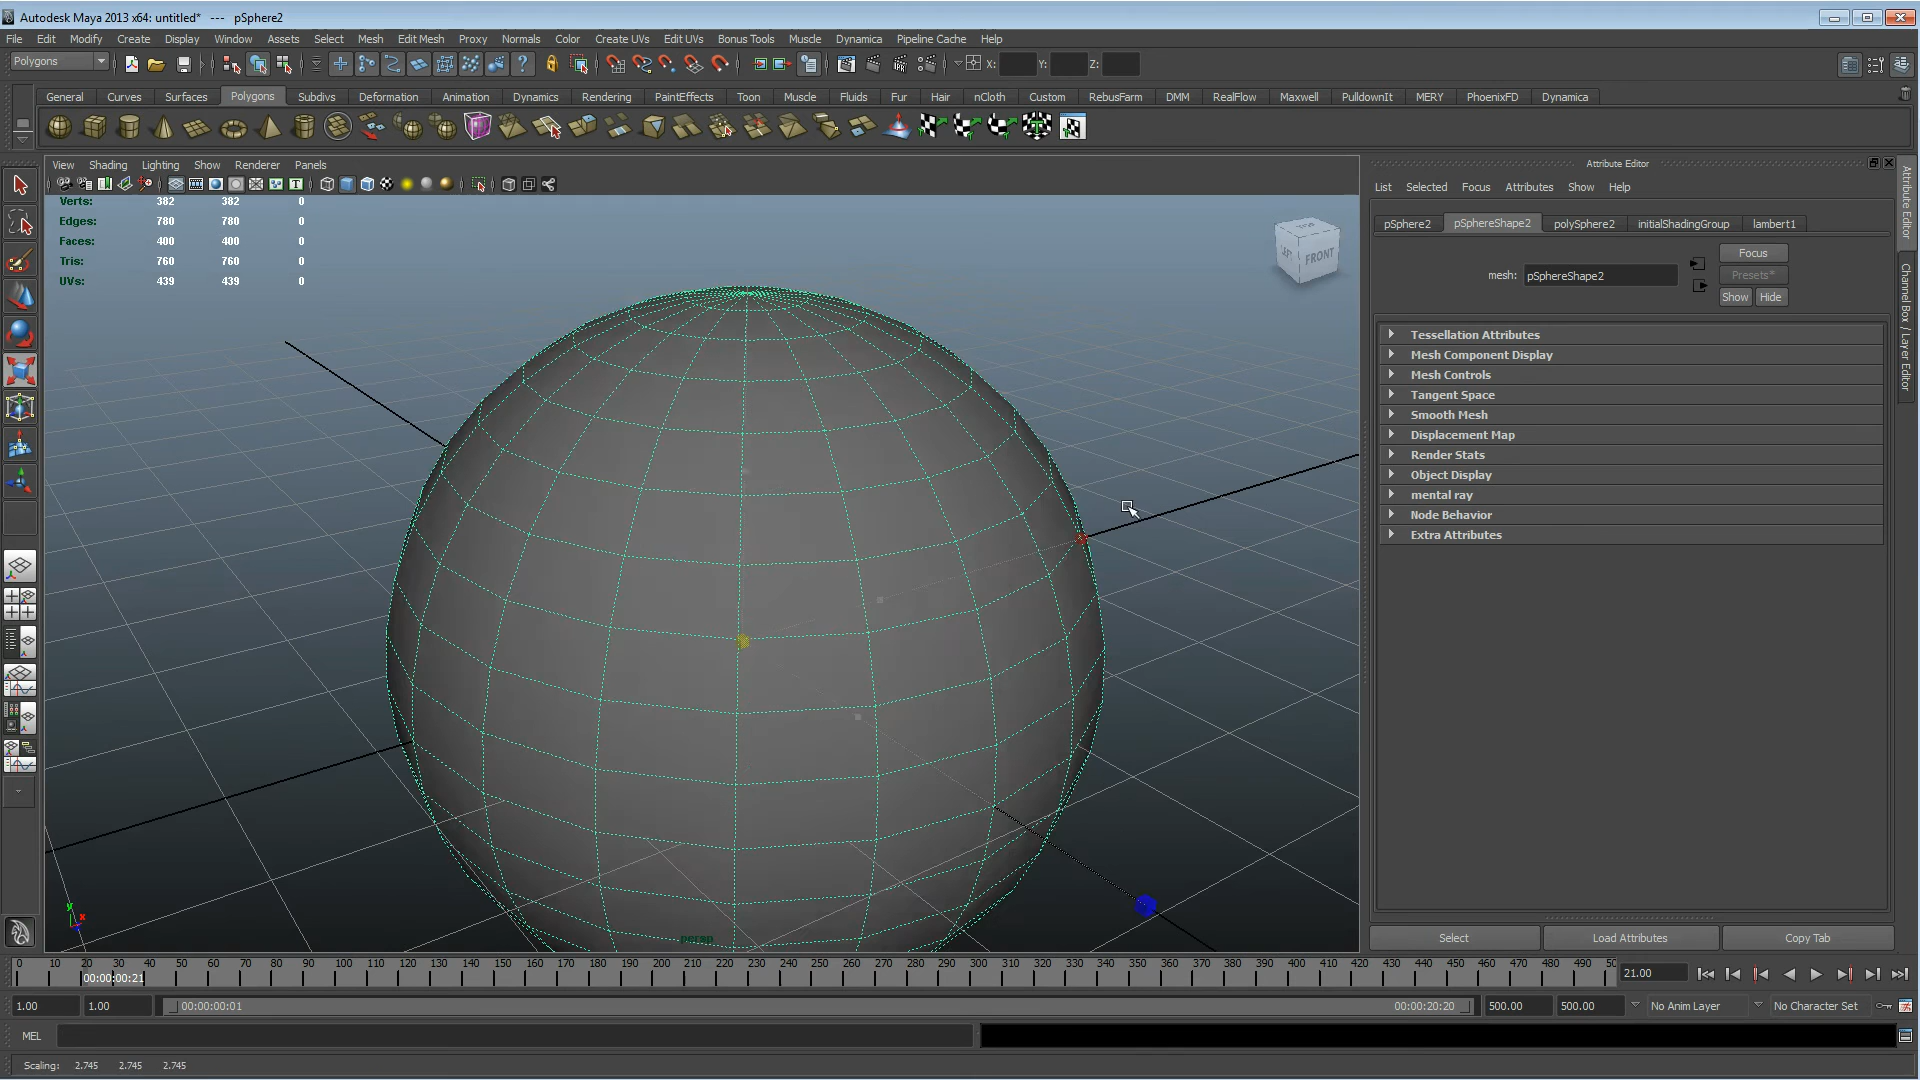 Autodesk Maya 2013 x64: untitled* --- pSphere2
File Edit Modify Create Display Window Assets Select Mesh Edit Mesh Proxy Normals Color Create UVs Edit UVs Bonus Tools Muscle Dynamica Pipeline Cache Help
Polygons X: Y: Z:
General Curves Surfaces Polygons Subdivs Deformation Animation Dynamics Rendering PaintEffects Toon Muscle Fluids Fur Hair nCloth Custom RebusFarm DMM RealFlow Maxwell PulldownIt MERY PhoenixFD Dynamica
View Shading Lighting Show Renderer Panels
Verts: 382 382 0
Edges: 780 780 0
Faces: 400 400 0
Tris: 760 760 0
UVs: 439 439 0
LEFT FRONT
persp
y x
Attribute Editor
List Selected Focus Attributes Show Help
pSphere2 pSphereShape2 polySphere2 initialShadingGroup lambert1
Focus
mesh: pSphereShape2 Presets*
Show Hide
Tessellation Attributes
Mesh Component Display
Mesh Controls
Tangent Space
Smooth Mesh
Displacement Map
Render Stats
Object Display
mental ray
Node Behavior
Extra Attributes
Select Load Attributes Copy Tab
Attribute Editor
Channel Box / Layer Editor
0 10 20 30 40 50 60 70 80 90 100 110 120 130 140 150 160 170 180 190 200 210 220 230 240 250 260 270 280 290 300 310 320 330 340 350 360 370 380 390 400 410 420 430 440 450 460 470 480 490 50
00:00:00:21 21.00
1.00 1.00 00:00:00:01 00:00:20:20 500.00 500.00 No Anim Layer No Character Set
MEL
Scaling: 2.745 2.745 2.745